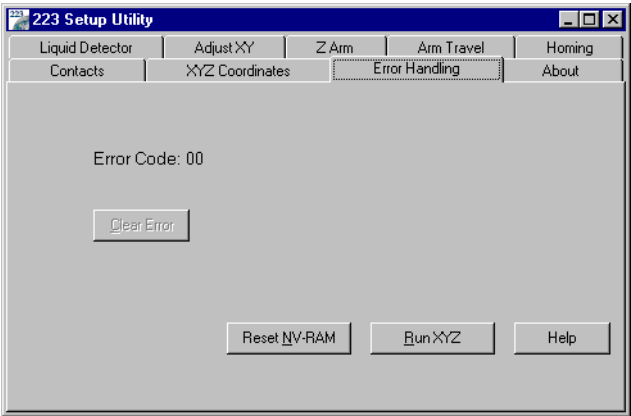 223 223 Setup Utility
Liquid Detector Adjust XY Z Arm Arm Travel Homing
Contacts XYZ Coordinates Error Handling About
Error Code: 00
Clear Error
Reset NV-RAM Run XYZ Help